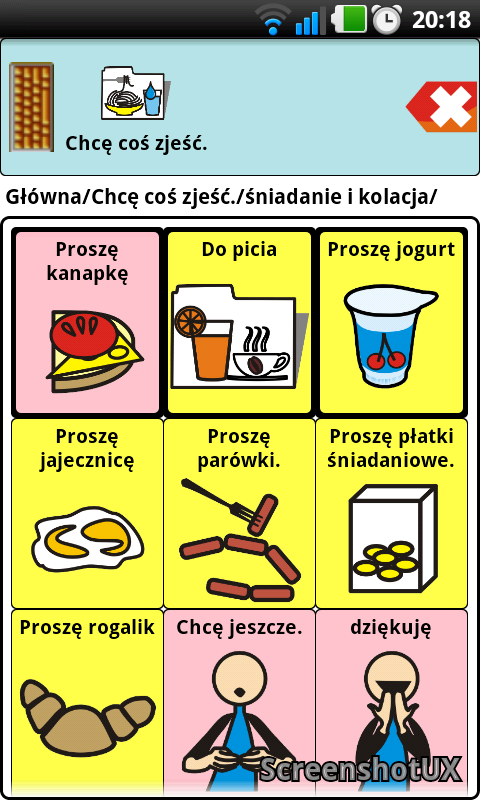 20:18
Chcę coś zjeść.
Główna/Chcę coś zjeść./śniadanie i kolacja/
Proszę
kanapkę
Do picia
Proszę jogurt
Proszę
jajecznicę
Proszę
parówki.
Proszę płatki
śniadaniowe.
Proszę rogalik
Chcę jeszcze.
dziękuję
ScreenshotUX